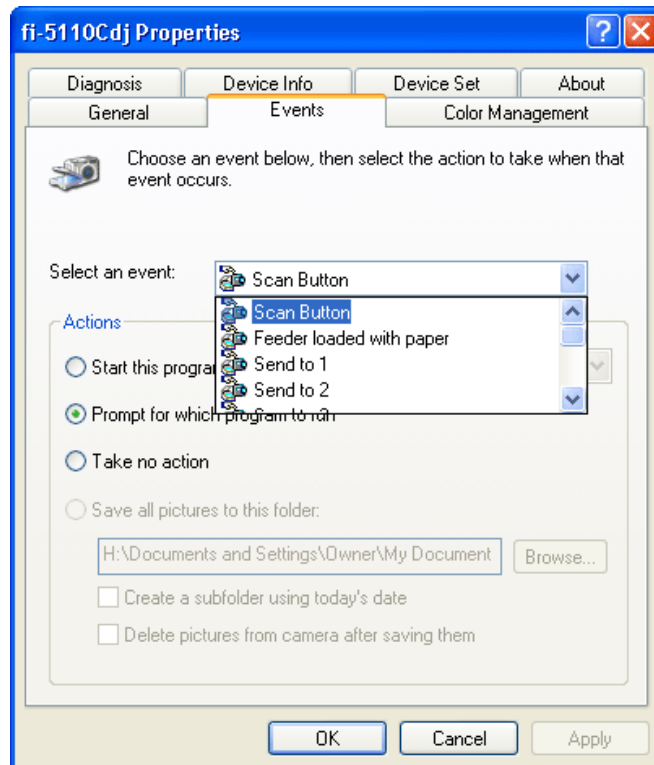 fi-5110Cdj Properties
Diagnosis Device Info Device Set About
General Events Color Management
Choose an event below, then select the action to take when that
event occurs.
Select an event: Scan Button
Scan Button
Feeder loaded with paper
Send to 1
Send to 2
Actions
Start this
Prompt for which program to run
Take no action
Save all pictures to this folder:
H:\Documents and Settings\Owner\My Document Browse...
Create a subfolder using today's date
Delete pictures from camera after saving them
OK Cancel Apply